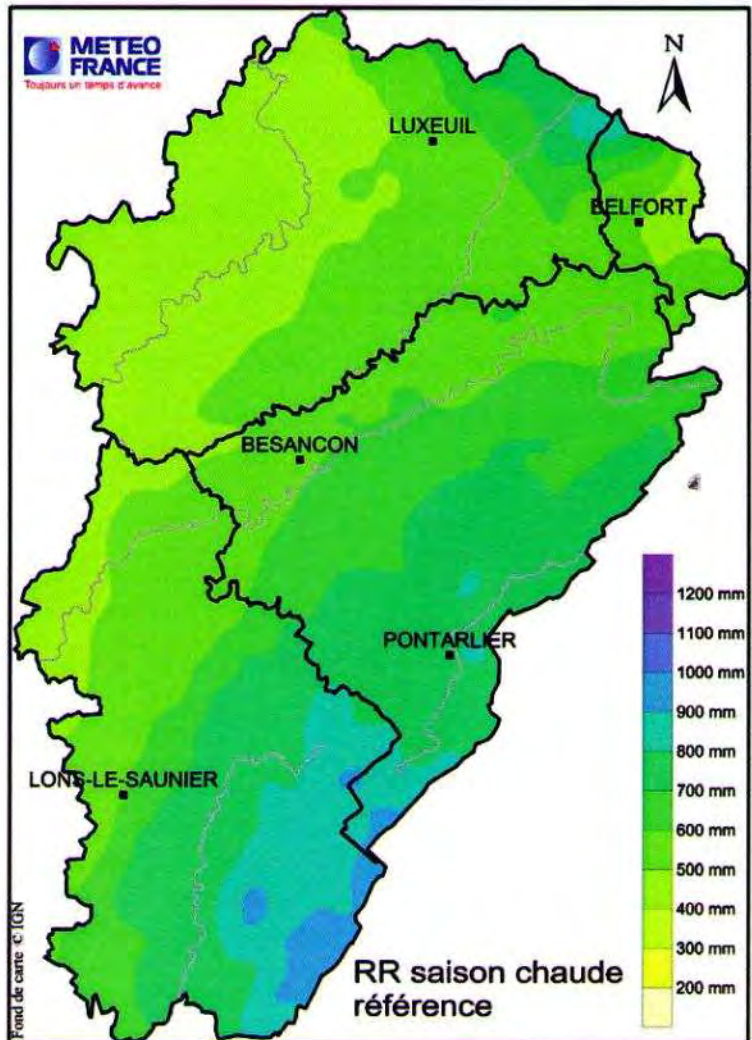 METEO
FRANCE
Toujours un temps d'avance
N
LUXEUIL
BELFORT
BESANCON
PONTARLIER
LONS-LE-SAUNIER
1200 mm
1100 mm
1000 mm
900 mm
800 mm
700 mm
600 mm
500 mm
400 mm
300 mm
200 mm
RR saison chaude
référence
Fond de carte © IGN